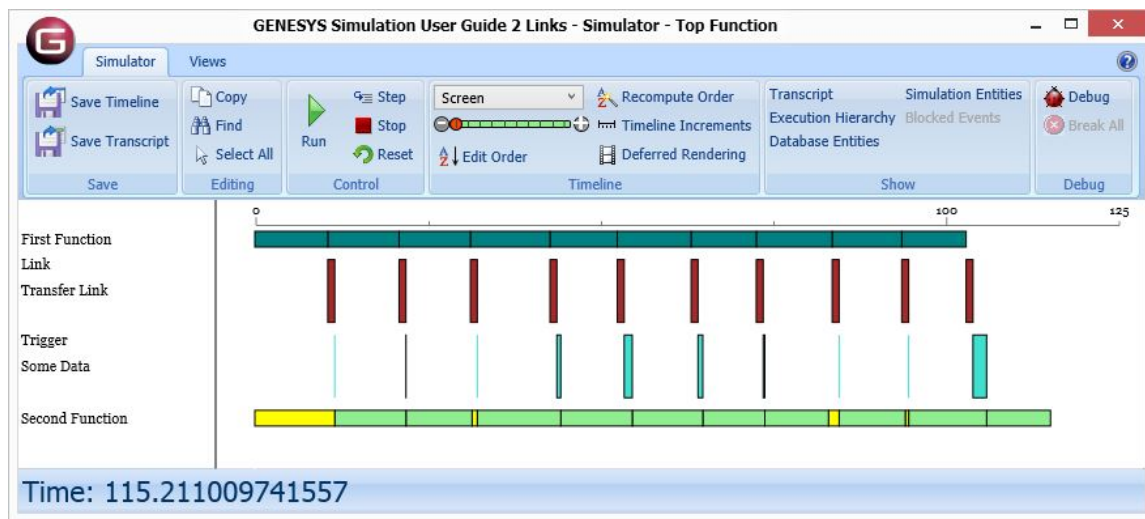 GENESYS Simulation User Guide 2 Links - Simulator - Top Function
G
Simulator Views
Save Timeline
Save Transcript
Save
Copy
Find
Select All
Editing
Run
Step
Stop
Reset
Control
Screen
Edit Order
Recompute Order
Timeline Increments
Deferred Rendering
Timeline
Transcript Simulation Entities
Execution Hierarchy Blocked Events
Database Entities
Show
Debug
Break All
Debug
0 100 125
First Function
Link
Transfer Link
Trigger
Some Data
Second Function
Time: 115.211009741557